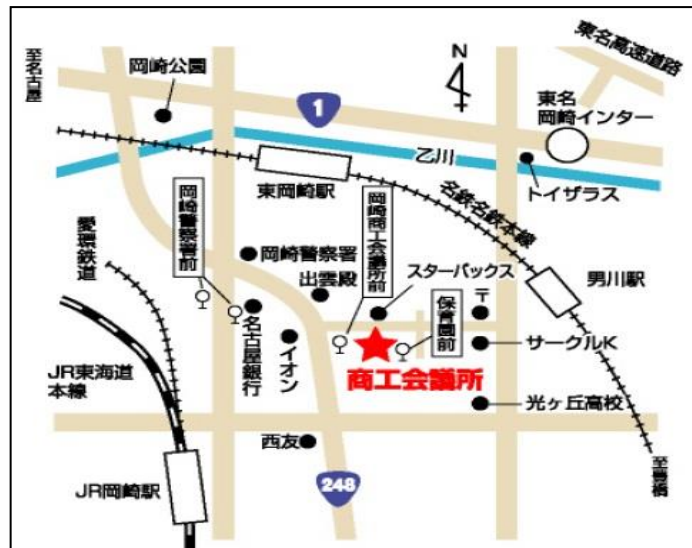 至名古屋
岡崎公園
1
N
東名高速道路
東名
岡崎インター
乙川
トイザラス
東岡崎駅
名鉄名鉄本線
岡崎警察署前
岡崎商工会議所前
愛環鉄道
岡崎警察署
出雲殿
スターバックス
男川駅
保育園前
〒
名古屋銀行
イオン
サークルK
商工会議所
JR東海道
本線
光ヶ丘高校
西友
248
JR岡崎駅
至豊橋